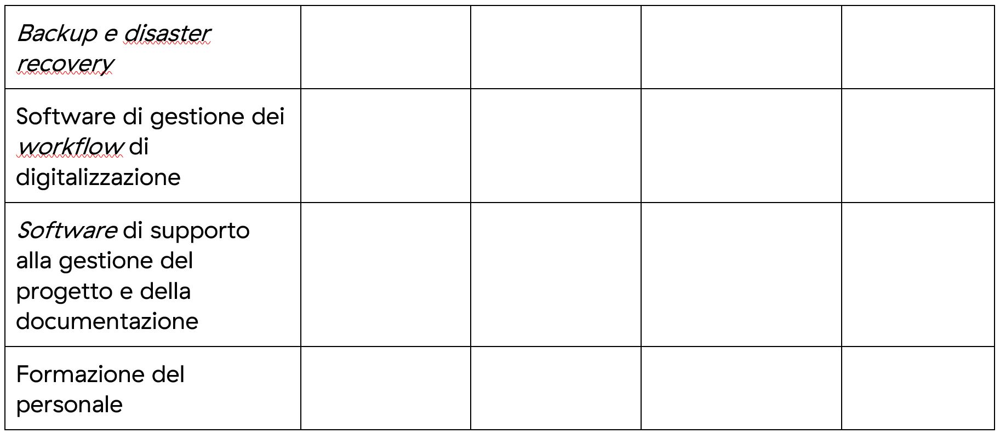 Backup e disaster
recovery
Software di gestione dei
workflow di
digitalizzazione
Software di supporto
alla gestione del
progetto e della
documentazione
Formazione del
personale